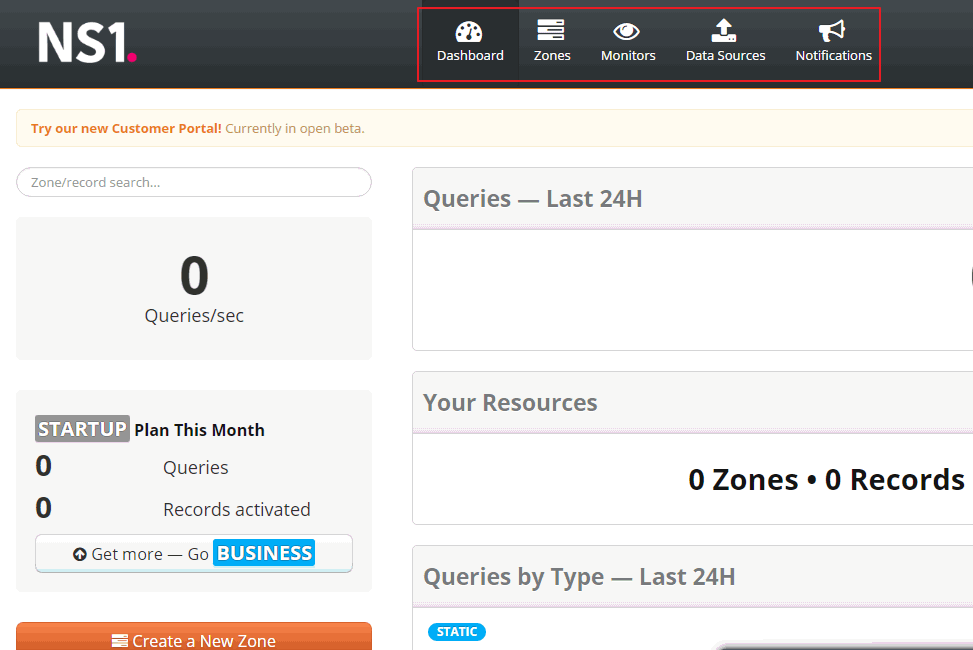 NS1.
Dashboard Zones Monitors Data Sources Notifications
Try our new Customer Portal! Currently in open beta.
Zone/record search...
0
Queries/sec
STARTUP Plan This Month
0 Queries
0 Records activated
Get more — Go BUSINESS
Create a New Zone
Queries — Last 24H
Your Resources
0 Zones • 0 Records
Queries by Type — Last 24H
STATIC